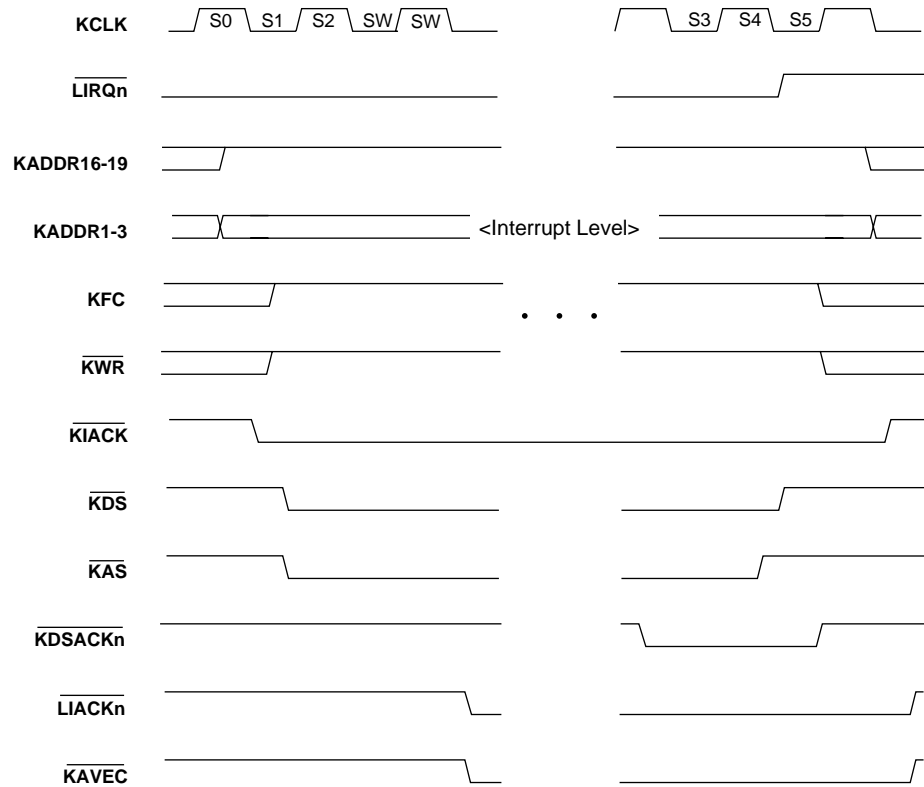 KCLK S0 S1 S2 SW SW S3 S4 S5
LIRQn
KADDR16-19
KADDR1-3 <Interrupt Level>
KFC
. . .
KWR
KIACK
KDS
KAS
KDSACKn
LIACKn
KAVEC